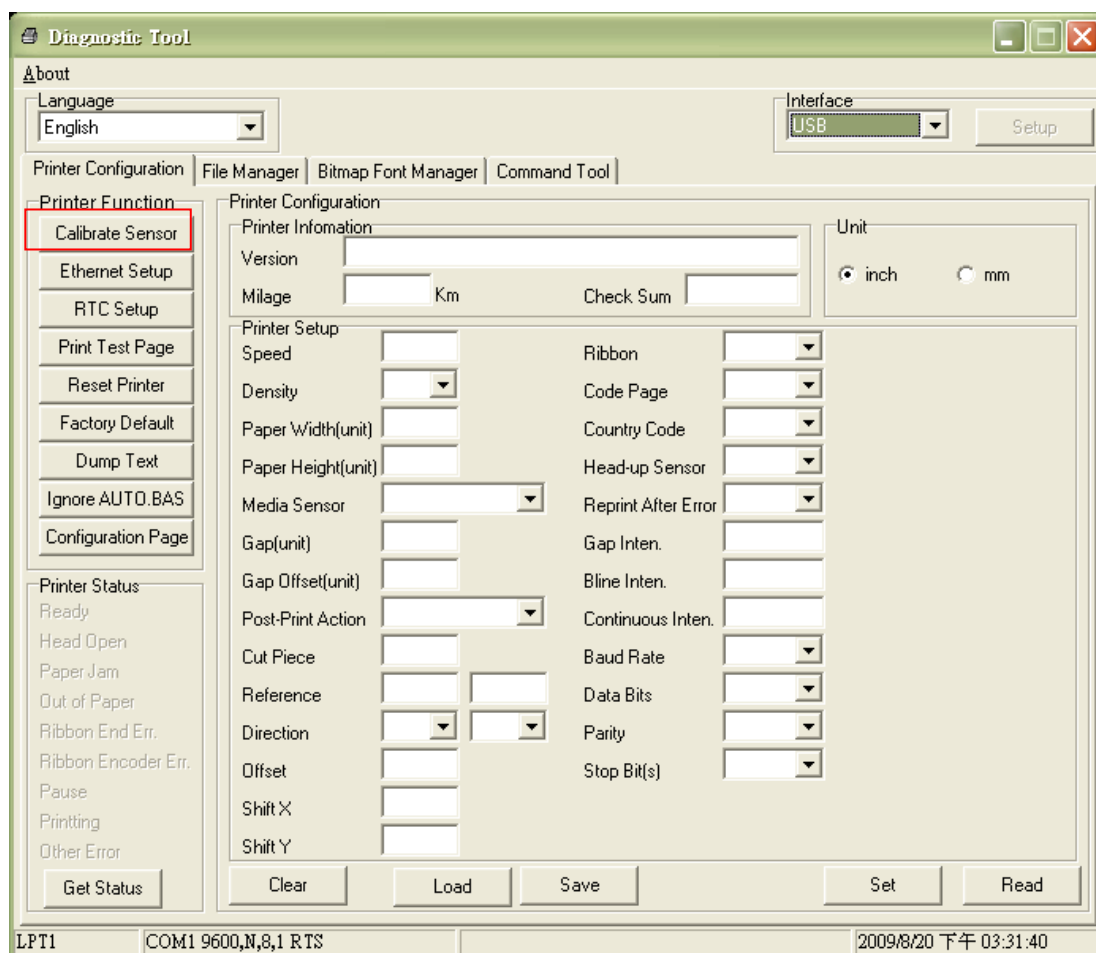 Diagnostic Tool
About
Language
English
Interface
USB
Setup
Printer Configuration
File Manager
Bitmap Font Manager
Command Tool
Printer Function
Calibrate Sensor
Ethernet Setup
RTC Setup
Print Test Page
Reset Printer
Factory Default
Dump Text
Ignore AUTO.BAS
Configuration Page
Printer Status
Ready
Head Open
Paper Jam
Out of Paper
Ribbon End Err.
Ribbon Encoder Err.
Pause
Printting
Other Error
Get Status
Printer Configuration
Printer Infomation
Version
Milage
Km
Check Sum
Unit
inch
mm
Printer Setup
Speed
Density
Paper Width(unit)
Paper Height(unit)
Media Sensor
Gap(unit)
Gap Offset(unit)
Post-Print Action
Cut Piece
Reference
Direction
Offset
Shift X
Shift Y
Ribbon
Code Page
Country Code
Head-up Sensor
Reprint After Error
Gap Inten.
Bline Inten.
Continuous Inten.
Baud Rate
Data Bits
Parity
Stop Bit(s)
Clear
Load
Save
Set
Read
LPT1
COM1 9600,N,8,1 RTS
2009/8/20 下午 03:31:40